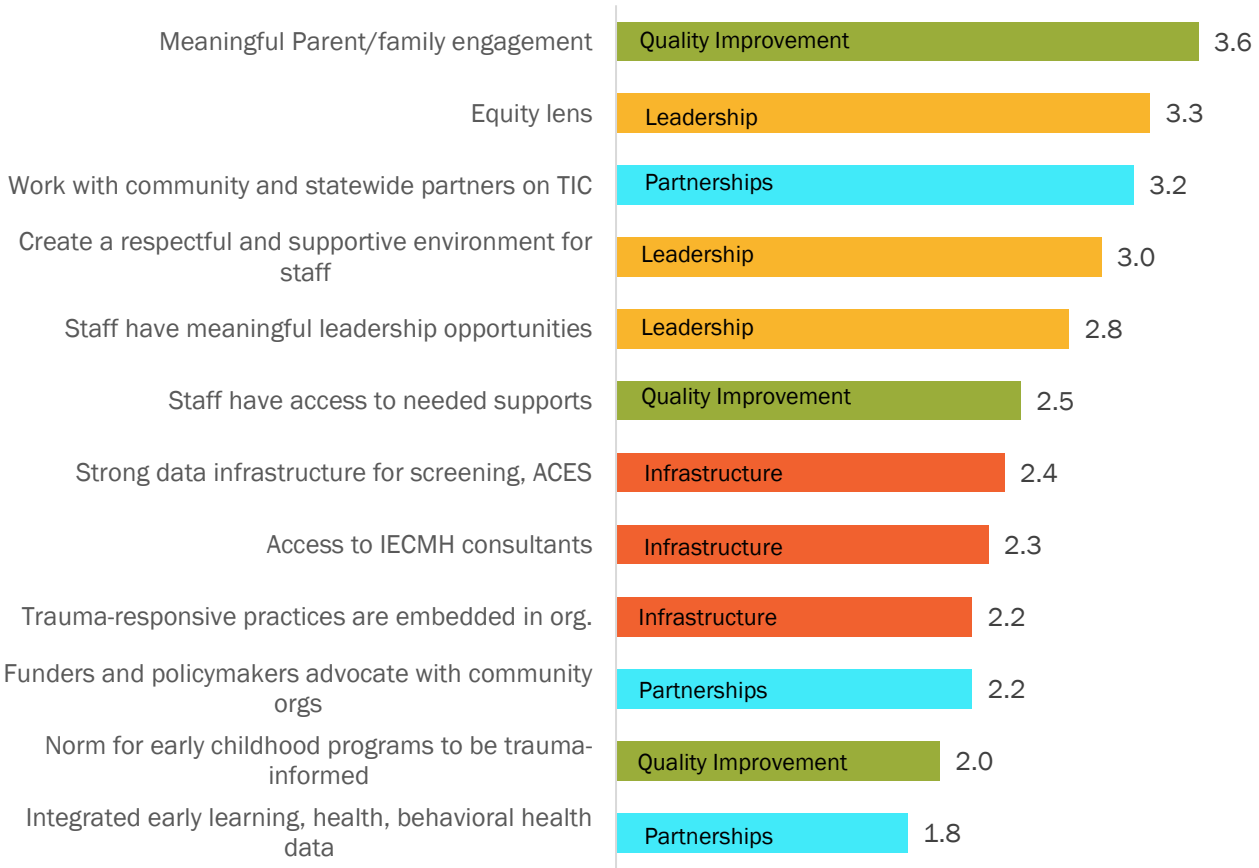 Meaningful Parent/family engagement
Quality Improvement
3.6
Equity lens
Leadership
3.3
Work with community and statewide partners on TIC
Partnerships
3.2
Create a respectful and supportive environment for
staff
Leadership
3.0
Staff have meaningful leadership opportunities
Leadership
2.8
Staff have access to needed supports
Quality Improvement
2.5
Strong data infrastructure for screening, ACES
Infrastructure
2.4
Access to IECMH consultants
Infrastructure
2.3
Trauma-responsive practices are embedded in org.
Infrastructure
2.2
Funders and policymakers advocate with community
orgs
Partnerships
2.2
Norm for early childhood programs to be trauma-
informed
Quality Improvement
2.0
Integrated early learning, health, behavioral health
data
Partnerships
1.8